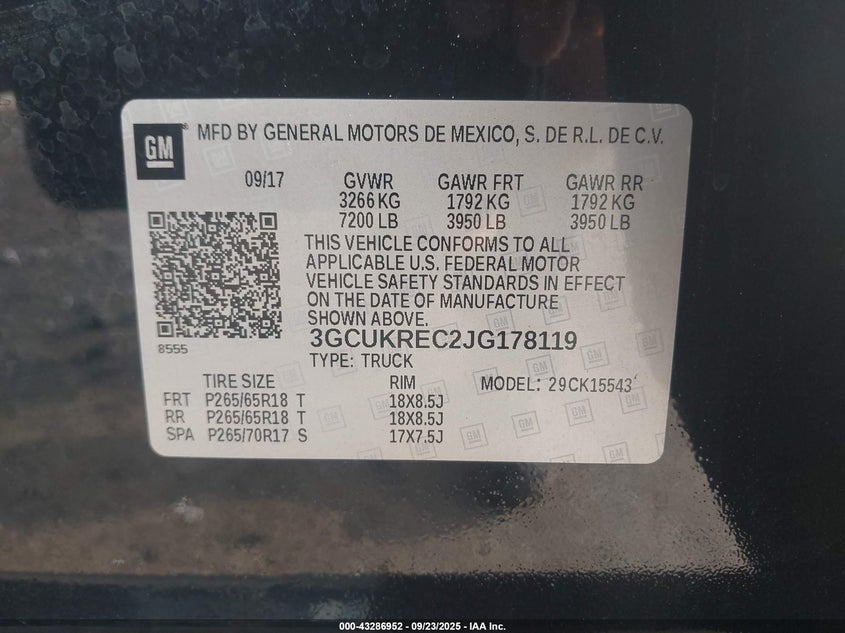 GM ® MFD BY GENERAL MOTORS DE MEXICO, S. DE R.L. DE C.V.
09/17 GVWR GAWR FRT GAWR RR
3266 KG 1792 KG 1792 KG
7200 LB 3950 LB 3950 LB
THIS VEHICLE CONFORMS TO ALL
APPLICABLE U.S. FEDERAL MOTOR
VEHICLE SAFETY STANDARDS IN EFFECT
ON THE DATE OF MANUFACTURE
SHOWN ABOVE.
3GCUKREC2JG178119
8555
TYPE: TRUCK
TIRE SIZE RIM MODEL: 29CK15543
FRT P265/65R18 T 18X8.5J
RR P265/65R18 T 18X8.5J
SPA P265/70R17 S 17X7.5J
000-43286952 - 09/23/2025 - IAA Inc.